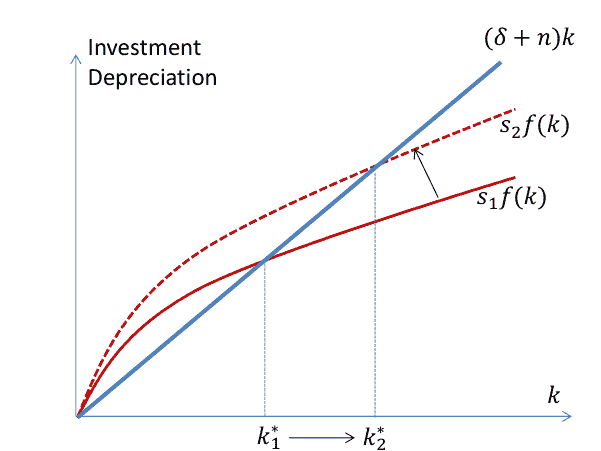 Investment
Depreciation
(δ + n)k
s₂f(k)
s₁f(k)
k
k₁* k₂*